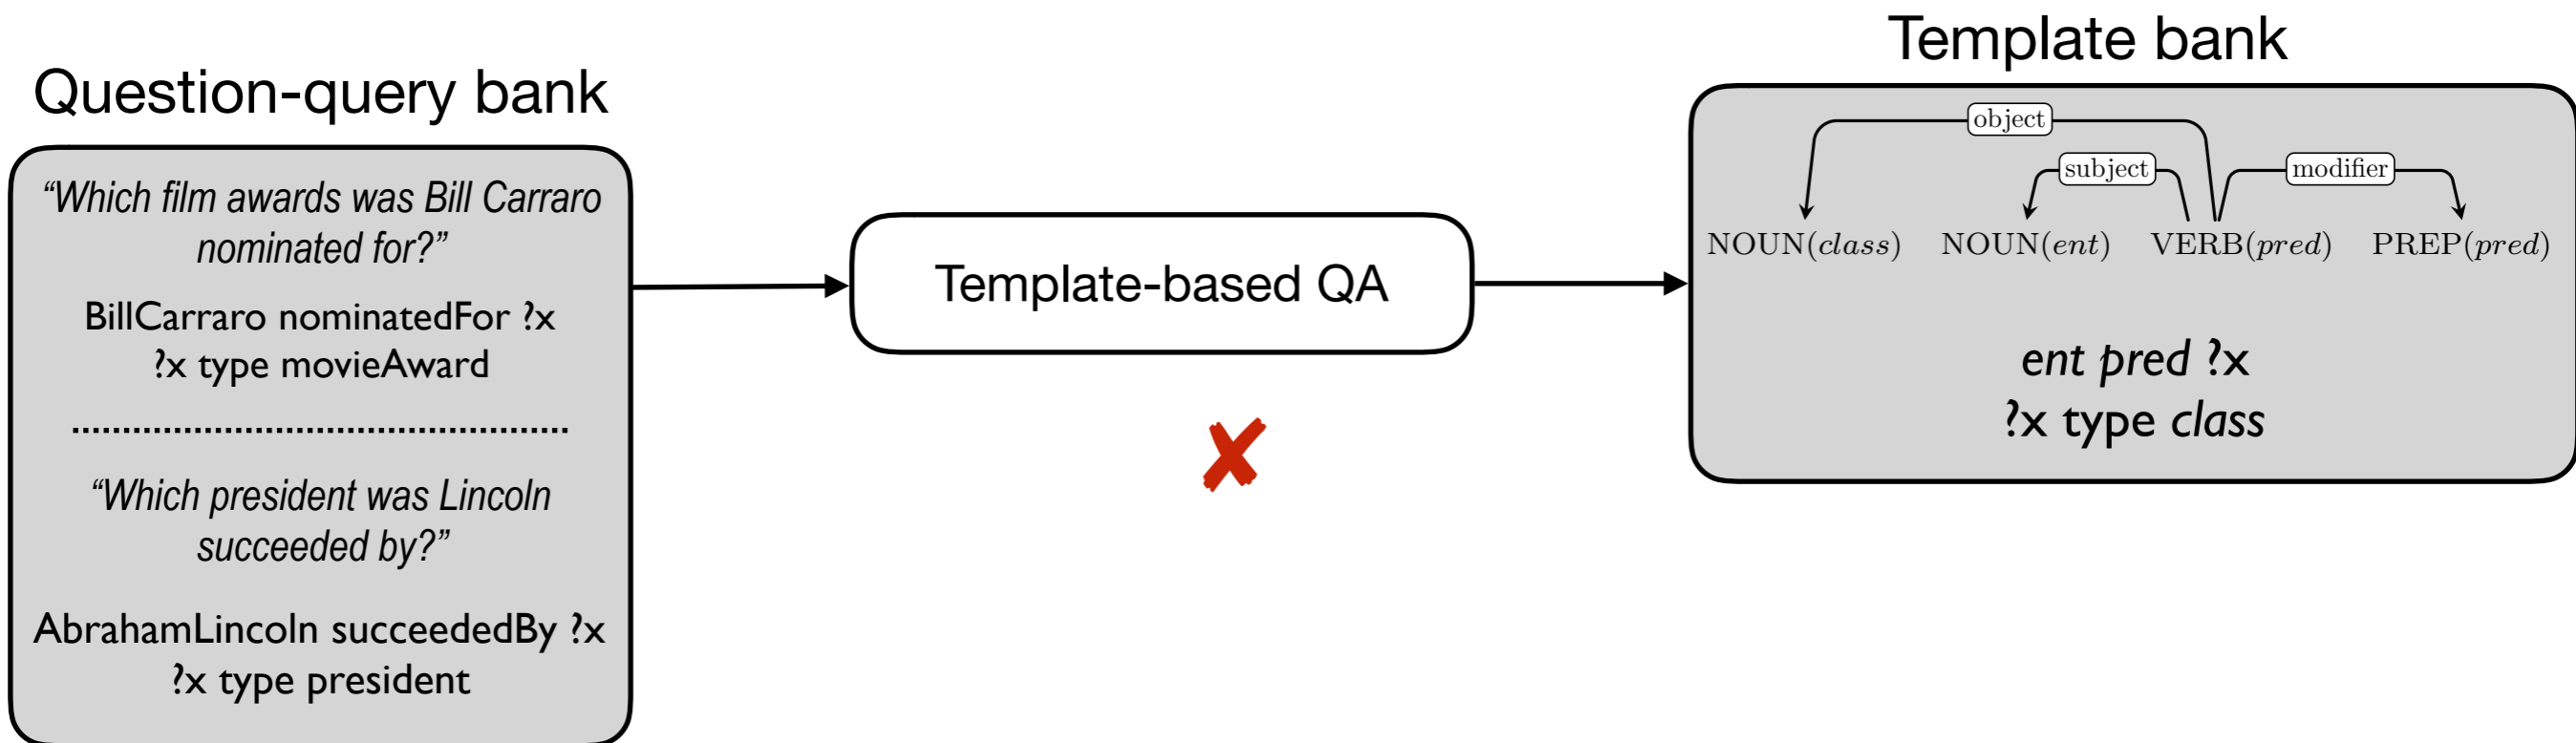 Question-query bank
“Which film awards was Bill Carraro
nominated for?”
BillCarraro nominatedFor ?x
?x type movieAward
“Which president was Lincoln
succeeded by?”
AbrahamLincoln succeededBy ?x
?x type president
Template-based QA
Template bank
object
subject modifier
NOUN(class) NOUN(ent) VERB(pred) PREP(pred)
ent pred ?x
?x type class